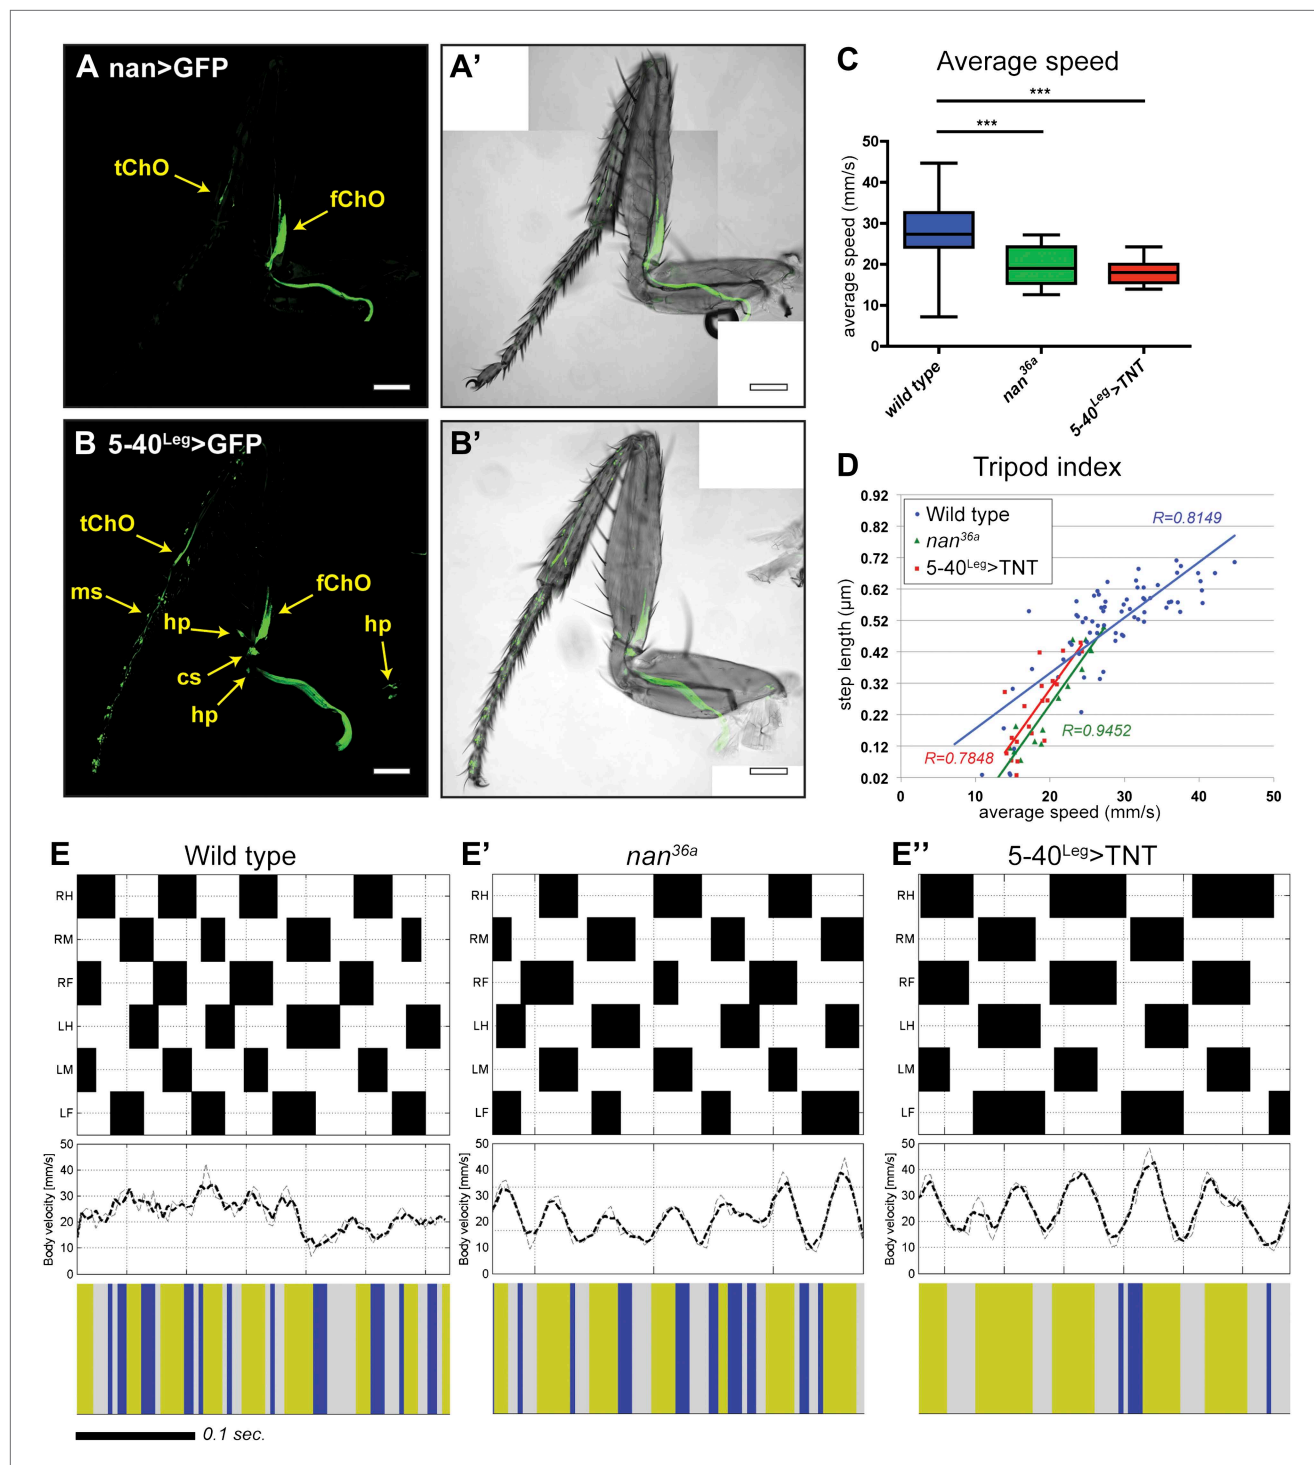 A nan>GFP
tChO
fChO
A'
B 5-40Leg>GFP
tChO
ms
hp
cs
hp
fChO
hp
B'
C Average speed
***
***
average speed (mm/s)
50
40
30
20
10
0
wild type
nan36a
5-40Leg>TNT
D Tripod index
step length (µm)
0.92
0.82
0.72
0.62
0.52
0.42
0.32
0.22
0.12
0.02
Wild type
nan36a
5-40Leg>TNT
R=0.8149
R=0.9452
R=0.7848
0 10 20 30 40 50
average speed (mm/s)
E Wild type
RH
RM
RF
LH
LM
LF
Body velocity [mm/s]
50
40
30
20
10
0
0.1 sec.
E' nan36a
RH
RM
RF
LH
LM
LF
Body velocity [mm/s]
50
40
30
20
10
0
E'' 5-40Leg>TNT
RH
RM
RF
LH
LM
LF
Body velocity [mm/s]
50
40
30
20
10
0